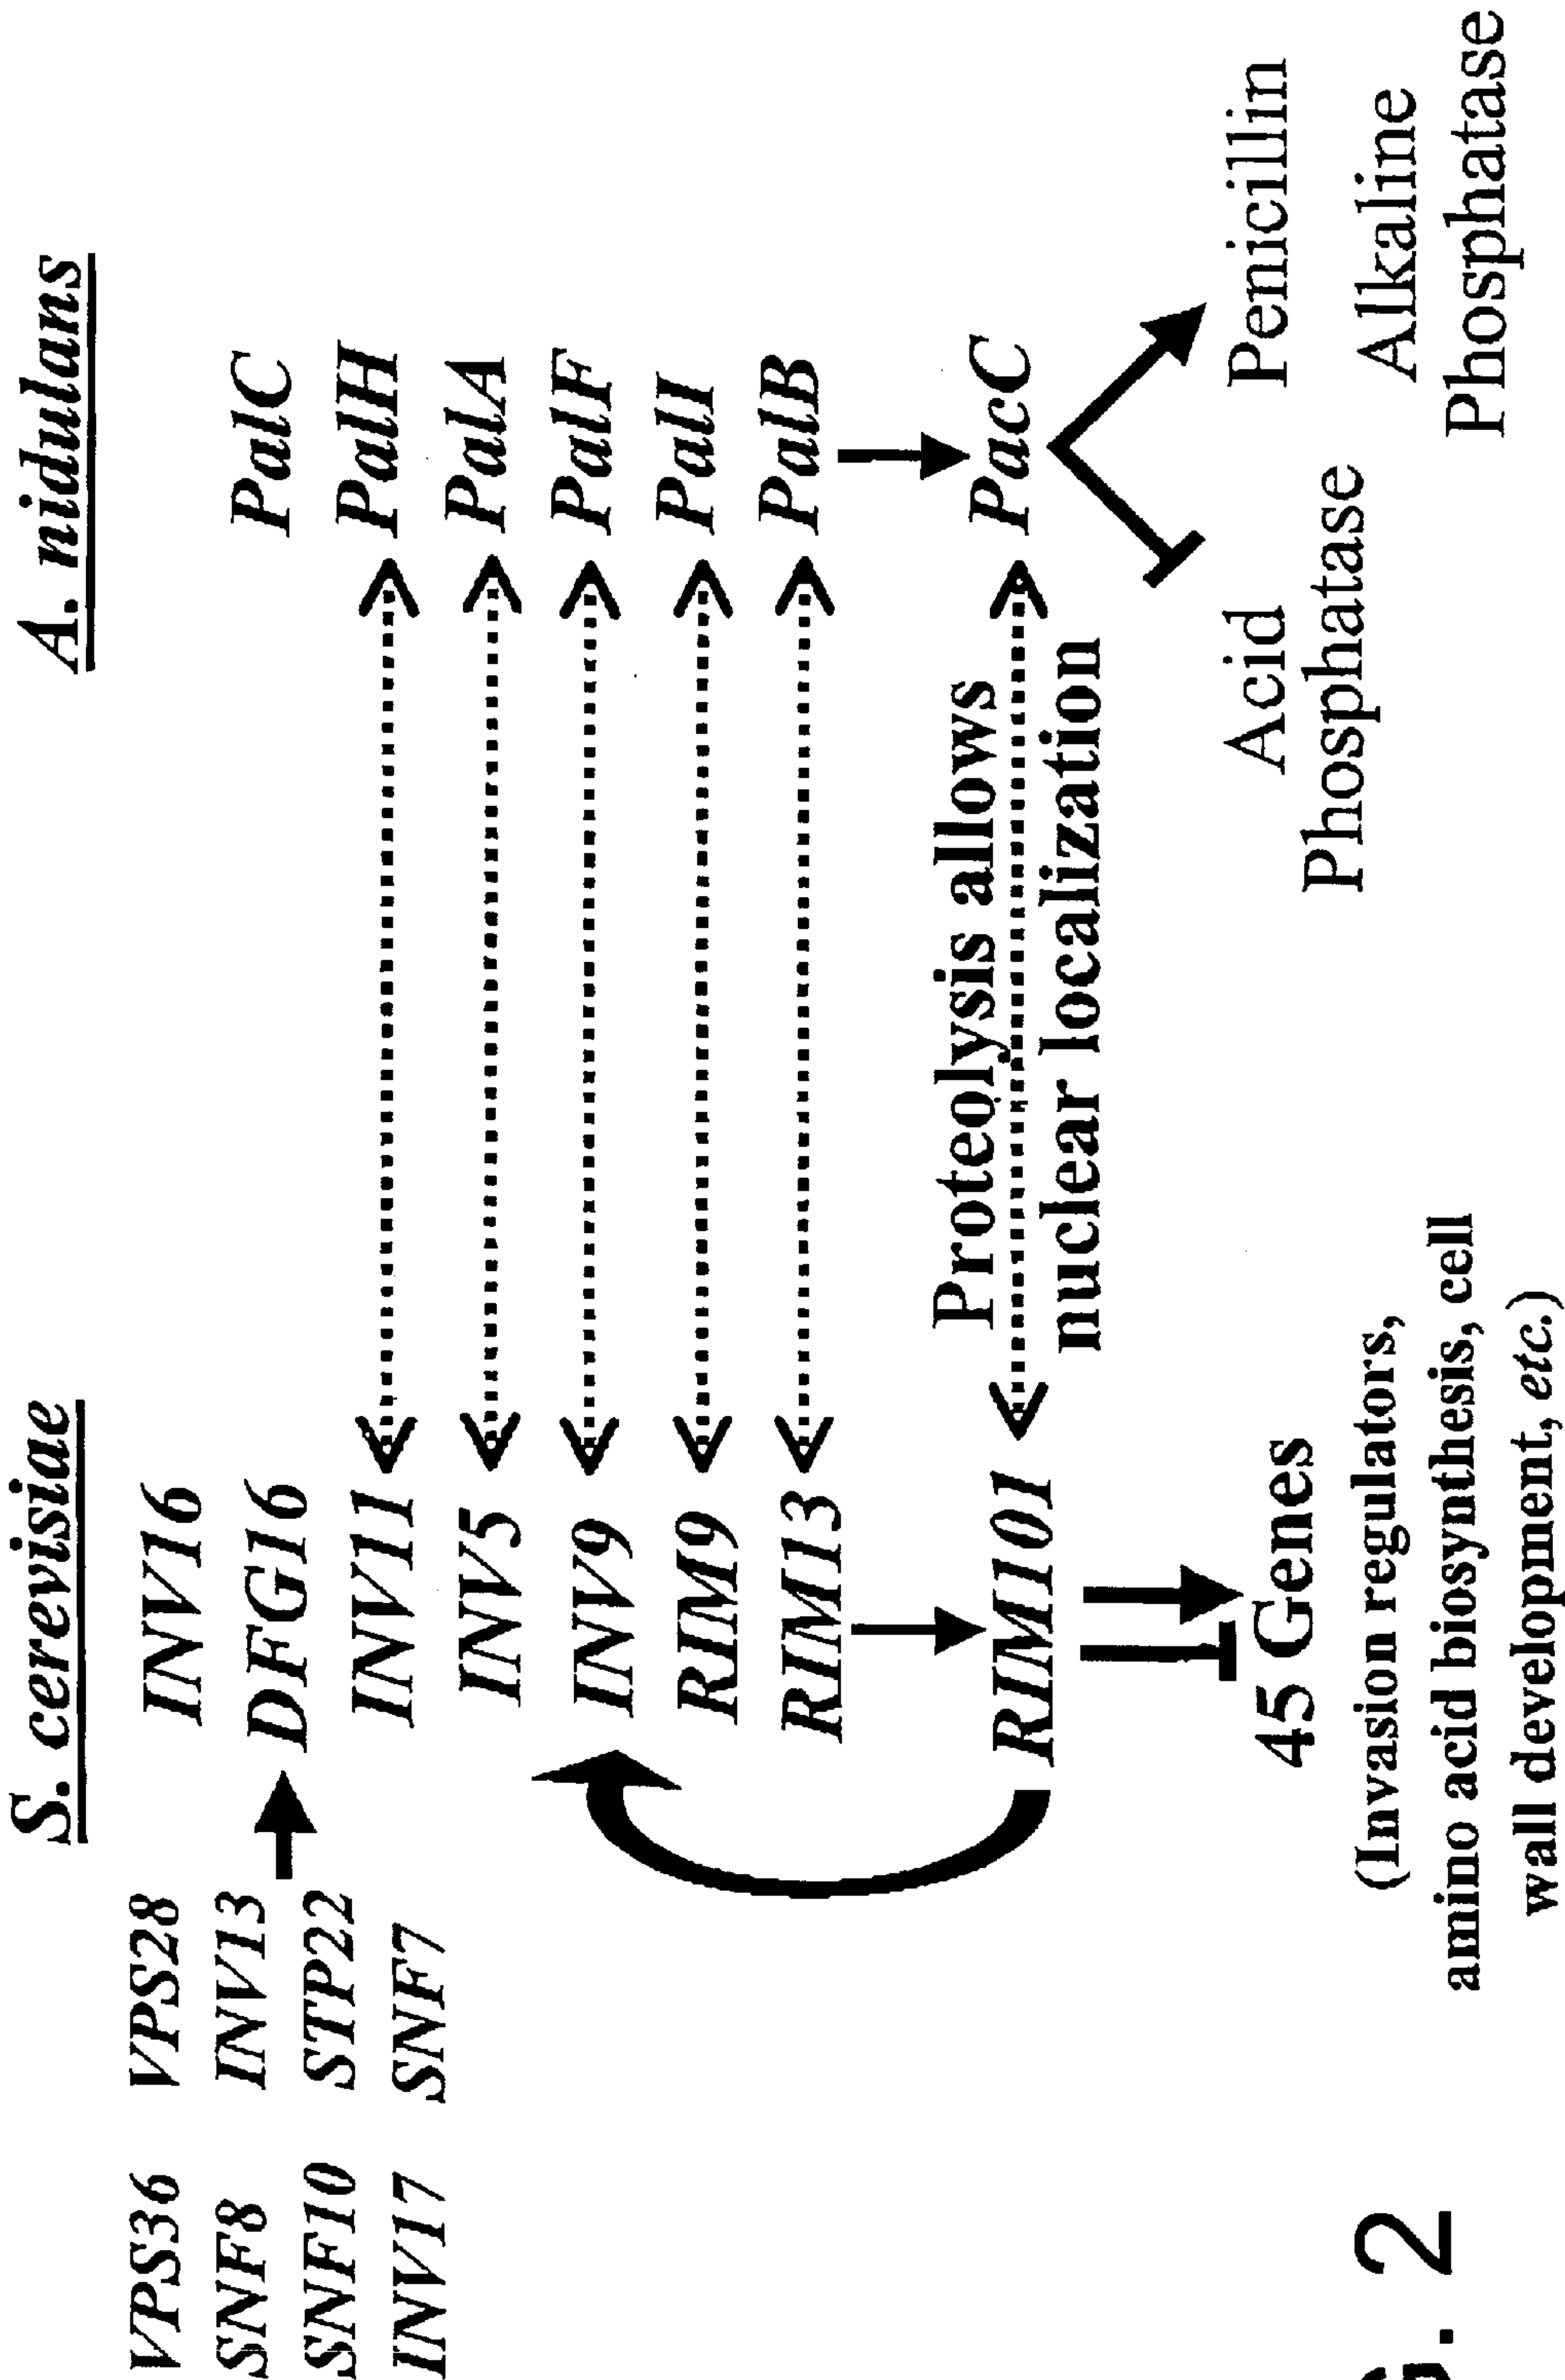 S. cerevisiae
A. nidulans
VPS36 VPS28
SNF8 INV13
SNF10 STP22
INV17 SNF7
INV16
DFG16
INV11
INV5
INV9
RIM9
RIM13
RIM101
PalC
PalH
PalA
PalF
PalI
PalB
PacC
Proteolysis allows
nuclear localization
45 Genes
(Invasion regulators,
amino acid biosynthesis, cell
wall development, etc.)
Acid
Phosphatase
Penicillin
Alkaline
Phosphatase
G. 2